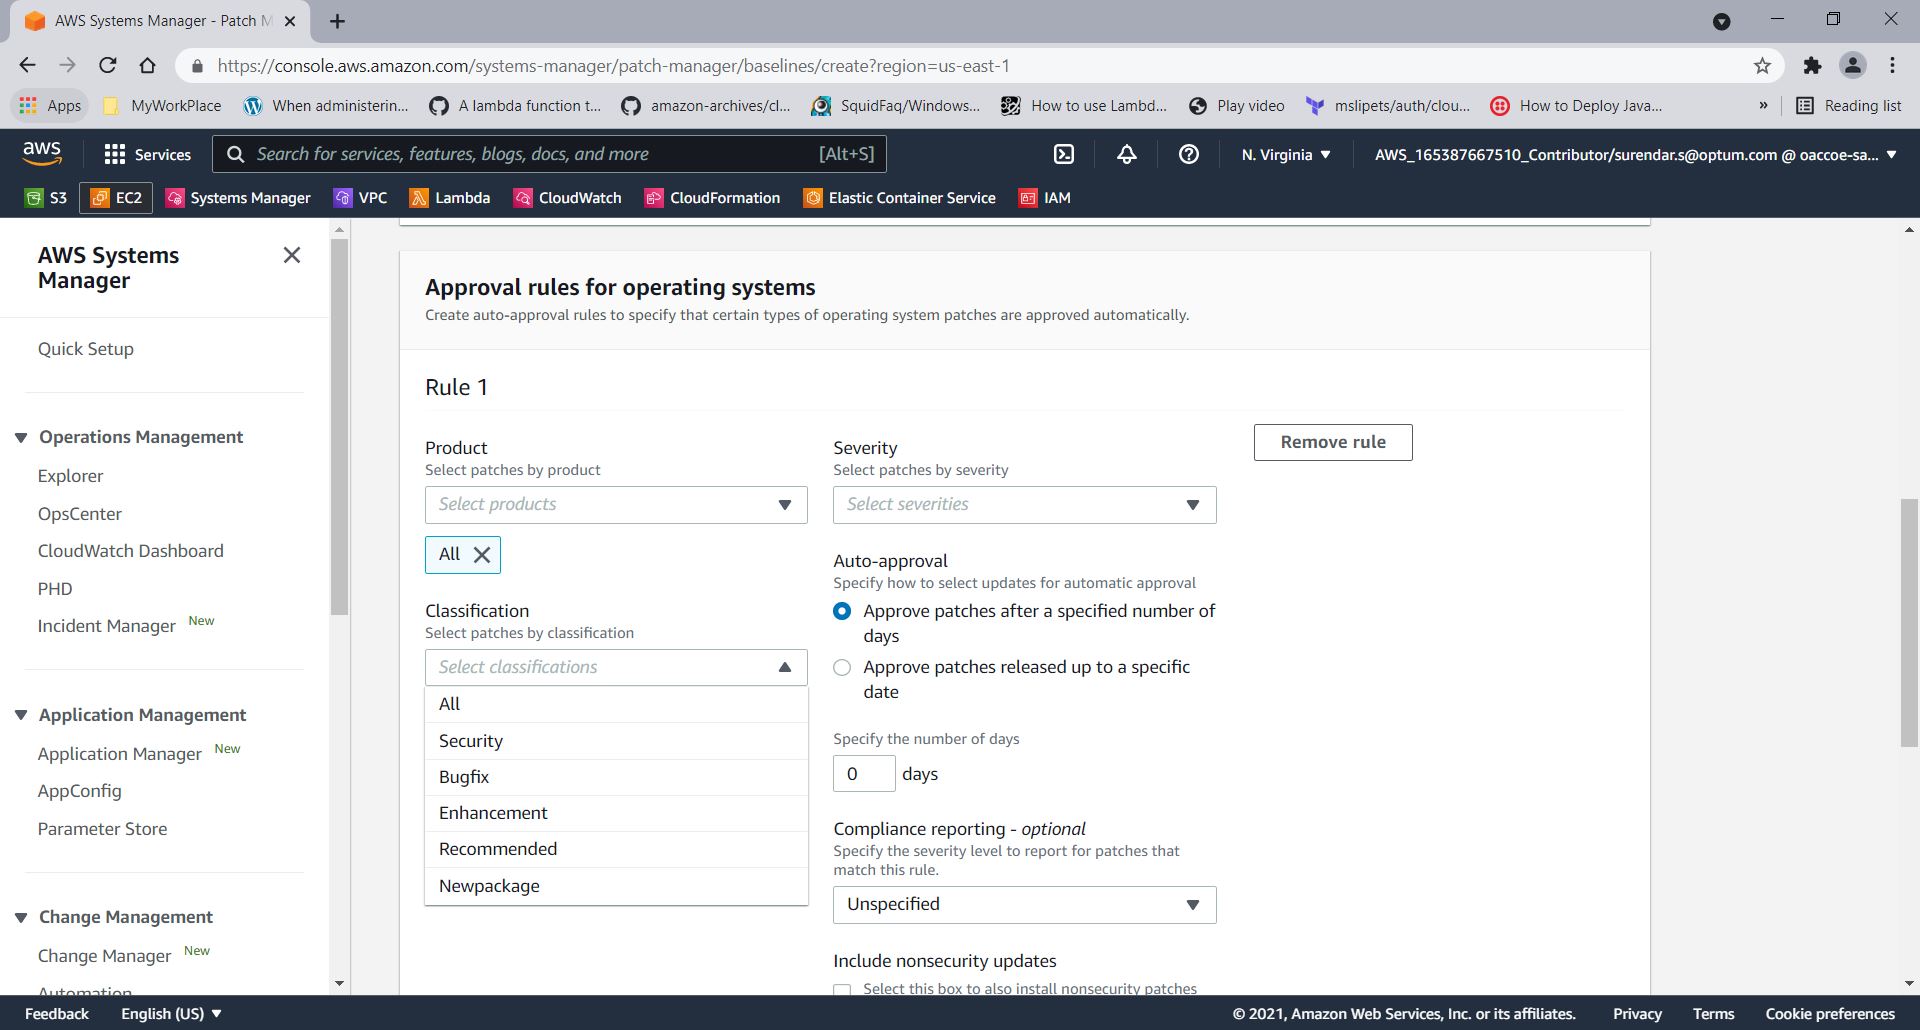 AWS Systems Manager - Patch M
https://console.aws.amazon.com/systems-manager/patch-manager/baselines/create?region=us-east-1
Apps
MyWorkPlace
When administerin...
A lambda function t...
amazon-archives/cl...
SquidFaq/Windows...
How to use Lambd...
Play video
mslipets/auth/clou...
How to Deploy Java...
»
Reading list
aws
Services
Search for services, features, blogs, docs, and more
[Alt+S]
N. Virginia
AWS_165387667510_Contributor/surendar.s@optum.com @ oaccoe-sa...
S3
EC2
Systems Manager
VPC
Lambda
CloudWatch
CloudFormation
Elastic Container Service
IAM
AWS Systems
Manager
Quick Setup
Operations Management
Explorer
OpsCenter
CloudWatch Dashboard
PHD
Incident Manager New
Application Management
Application Manager New
AppConfig
Parameter Store
Change Management
Change Manager New
Automation
Approval rules for operating systems
Create auto-approval rules to specify that certain types of operating system patches are approved automatically.
Rule 1
Remove rule
Product
Select patches by product
Select products
All
Classification
Select patches by classification
Select classifications
All
Security
Bugfix
Enhancement
Recommended
Newpackage
Severity
Select patches by severity
Select severities
Auto-approval
Specify how to select updates for automatic approval
Approve patches after a specified number of
days
Approve patches released up to a specific
date
Specify the number of days
0 days
Compliance reporting - optional
Specify the severity level to report for patches that
match this rule.
Unspecified
Include nonsecurity updates
Select this box to also install nonsecurity patches
Feedback
English (US)
© 2021, Amazon Web Services, Inc. or its affiliates.
Privacy
Terms
Cookie preferences